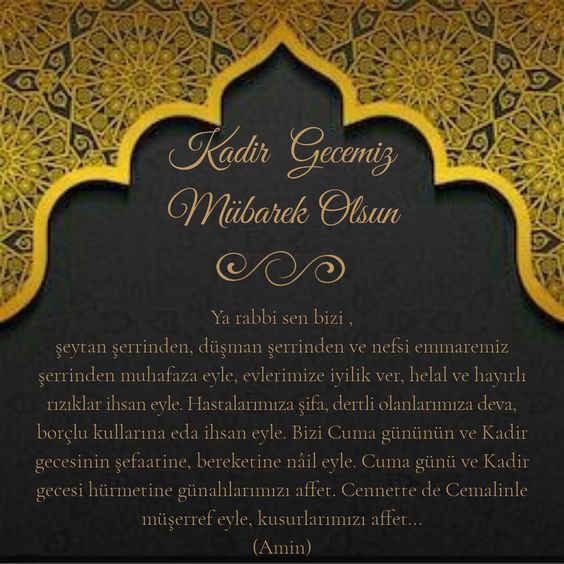 Kadir Gecemiz
Mübarek Olsun
Ya rabbi sen bizi ,
şeytan şerrinden, düşman şerrinden ve nefsi emmaremiz
şerrinden muhafaza eyle, evlerimize iyilik ver, helal ve hayırlı
rızıklar ihsan eyle. Hastalarımıza şifa, dertli olanlarımıza deva,
borçlu kullarına eda ihsan eyle. Bizi Cuma gününün ve Kadir
gecesinin şefaatine, bereketine nâil eyle. Cuma günü ve Kadir
gecesi hürmetine günahlarımızı affet. Cennette de Cemalinle
müşerref eyle, kusurlarımızı affet...
(Amin)